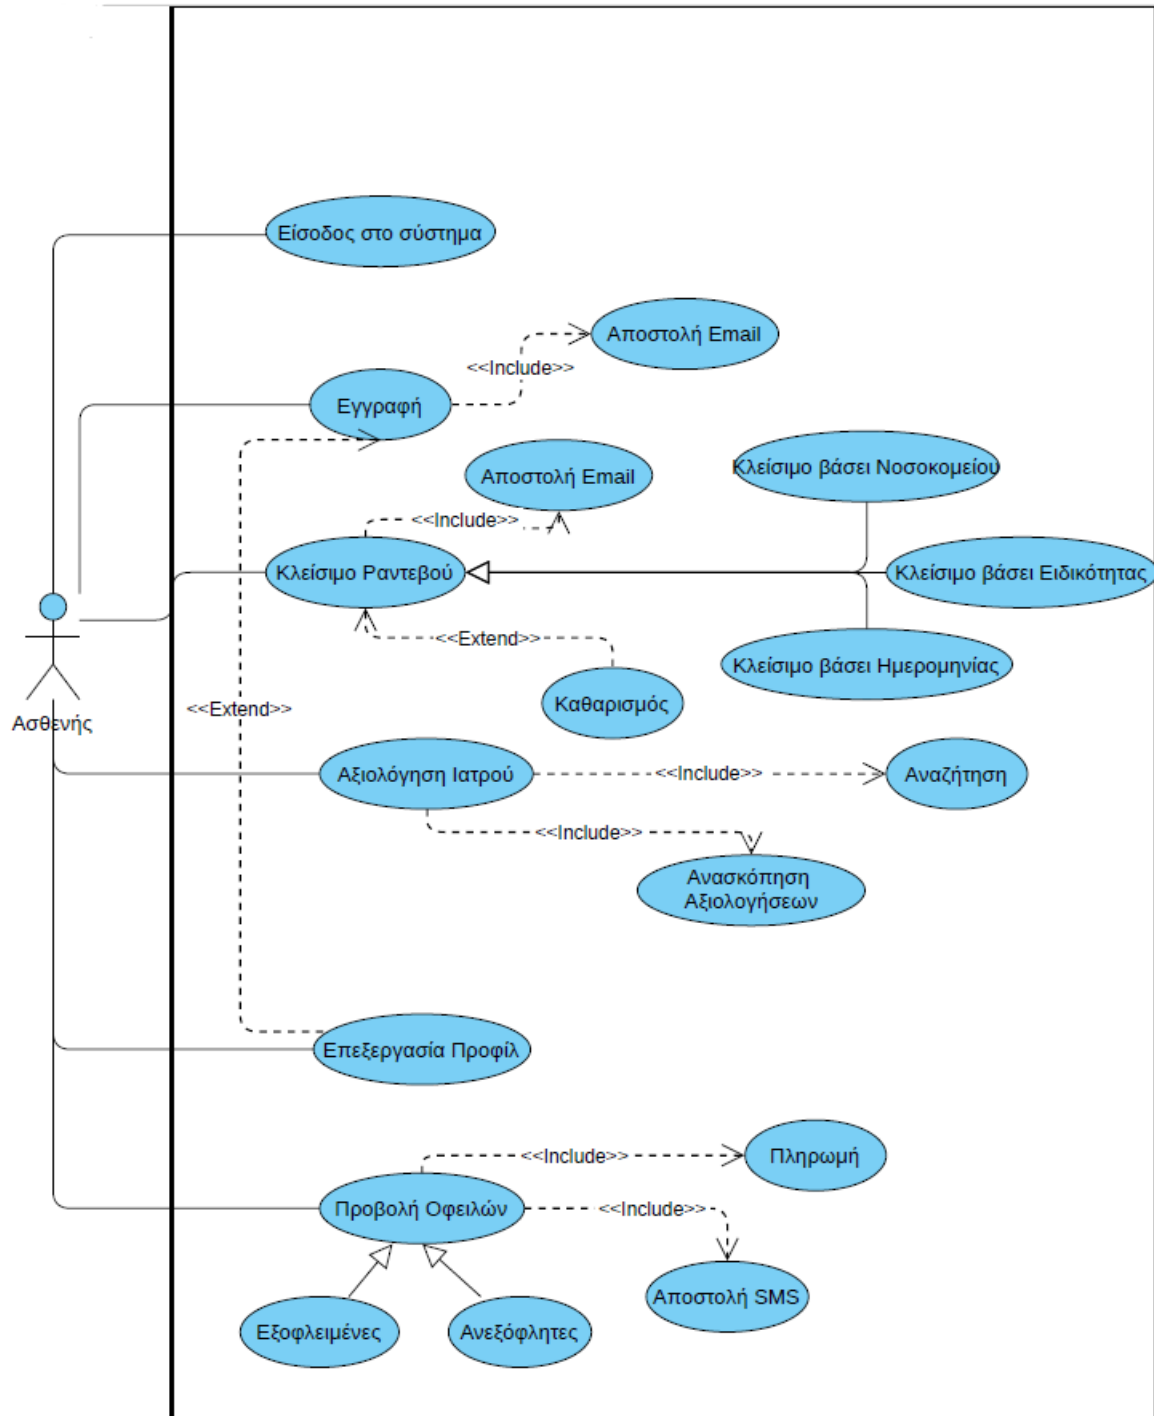 Είσοδος στο σύστημα
Αποστολή Email
<<Include>>
Εγγραφή
Αποστολή Email
Κλείσιμο βάσει Νοσοκομείου
<<Include>>
Κλείσιμο Ραντεβού
Κλείσιμο βάσει Ειδικότητας
<<Extend>>
Κλείσιμο βάσει Ημερομηνίας
Καθαρισμός
<<Extend>>
Ασθενής
Αξιολόγηση Ιατρού
<<Include>>
Αναζήτηση
<<Include>>
Ανασκόπηση
Αξιολογήσεων
Επεξεργασία Προφίλ
<<Include>>
Πληρωμή
Προβολή Οφειλών
<<Include>>
Αποστολή SMS
Εξοφλειμένες
Ανεξόφλητες